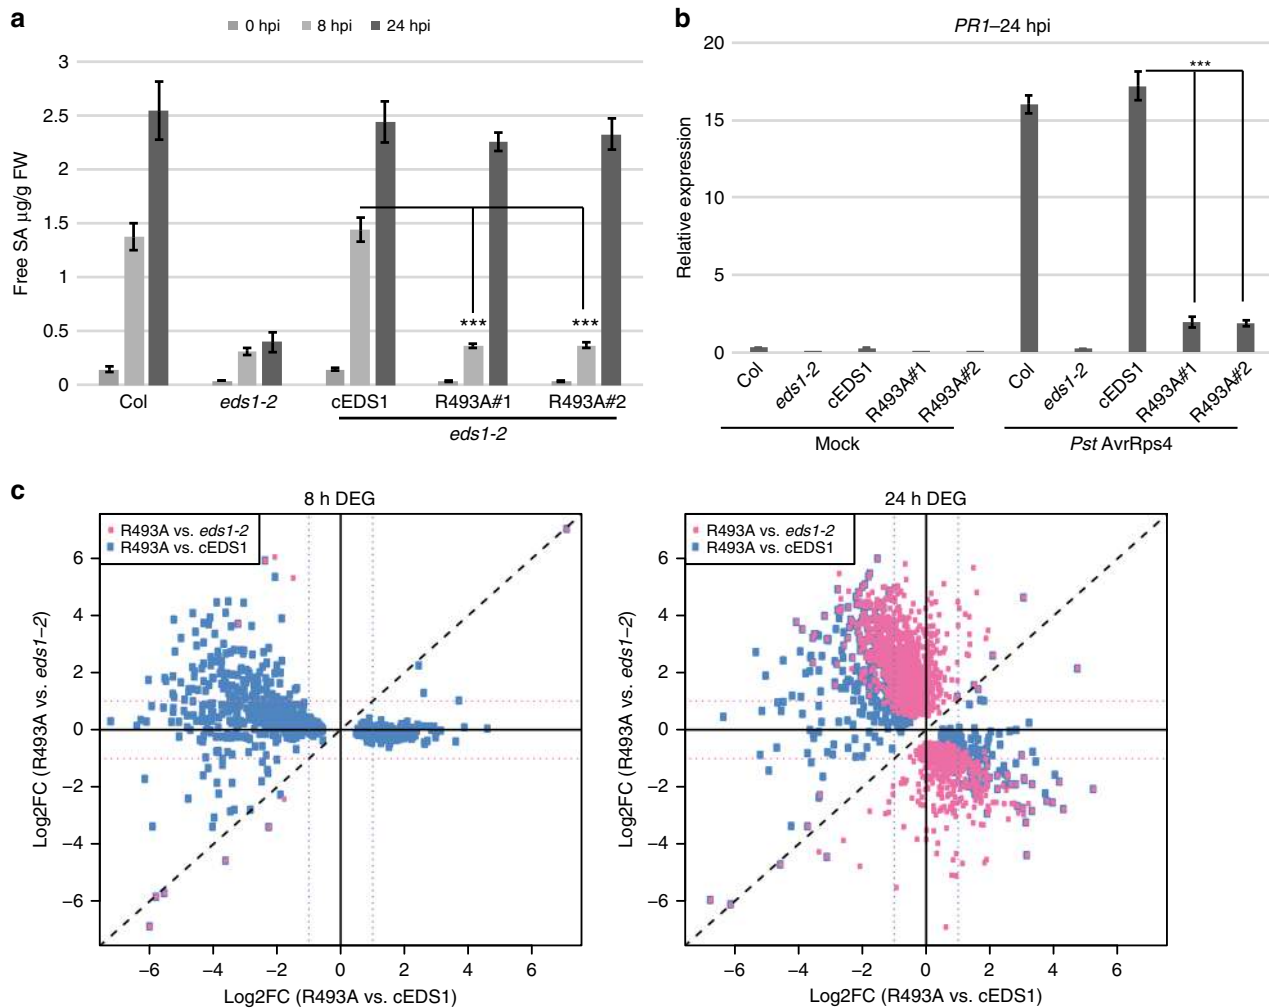 a
0 hpi 8 hpi 24 hpi
3
2.5
2
1.5
1
0.5
0
Free SA µg/g FW
*** ***
Col eds1-2 cEDS1 R493A#1 R493A#2
eds1-2
b
PR1–24 hpi
20
15
10
5
0
Relative expression
***
Col eds1-2 cEDS1 R493A#1 R493A#2 Col eds1-2 cEDS1 R493A#1 R493A#2
Mock Pst AvrRps4
c
8 h DEG
R493A vs. eds1-2
R493A vs. cEDS1
6
4
2
0
−2
−4
−6
Log2FC (R493A vs. eds1−2)
−6 −4 −2 0 2 4 6
Log2FC (R493A vs. cEDS1)
24 h DEG
R493A vs. eds1-2
R493A vs. cEDS1
6
4
2
0
−2
−4
−6
Log2FC (R493A vs. eds1−2)
−6 −4 −2 0 2 4 6
Log2FC (R493A vs. cEDS1)